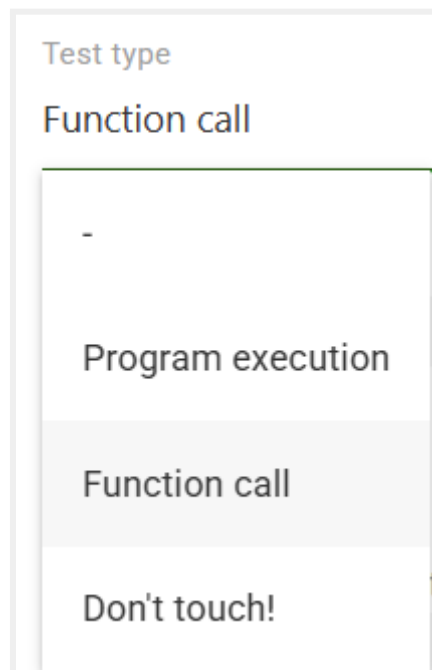 Test type
Function call
-
Program execution
Function call
Don't touch!